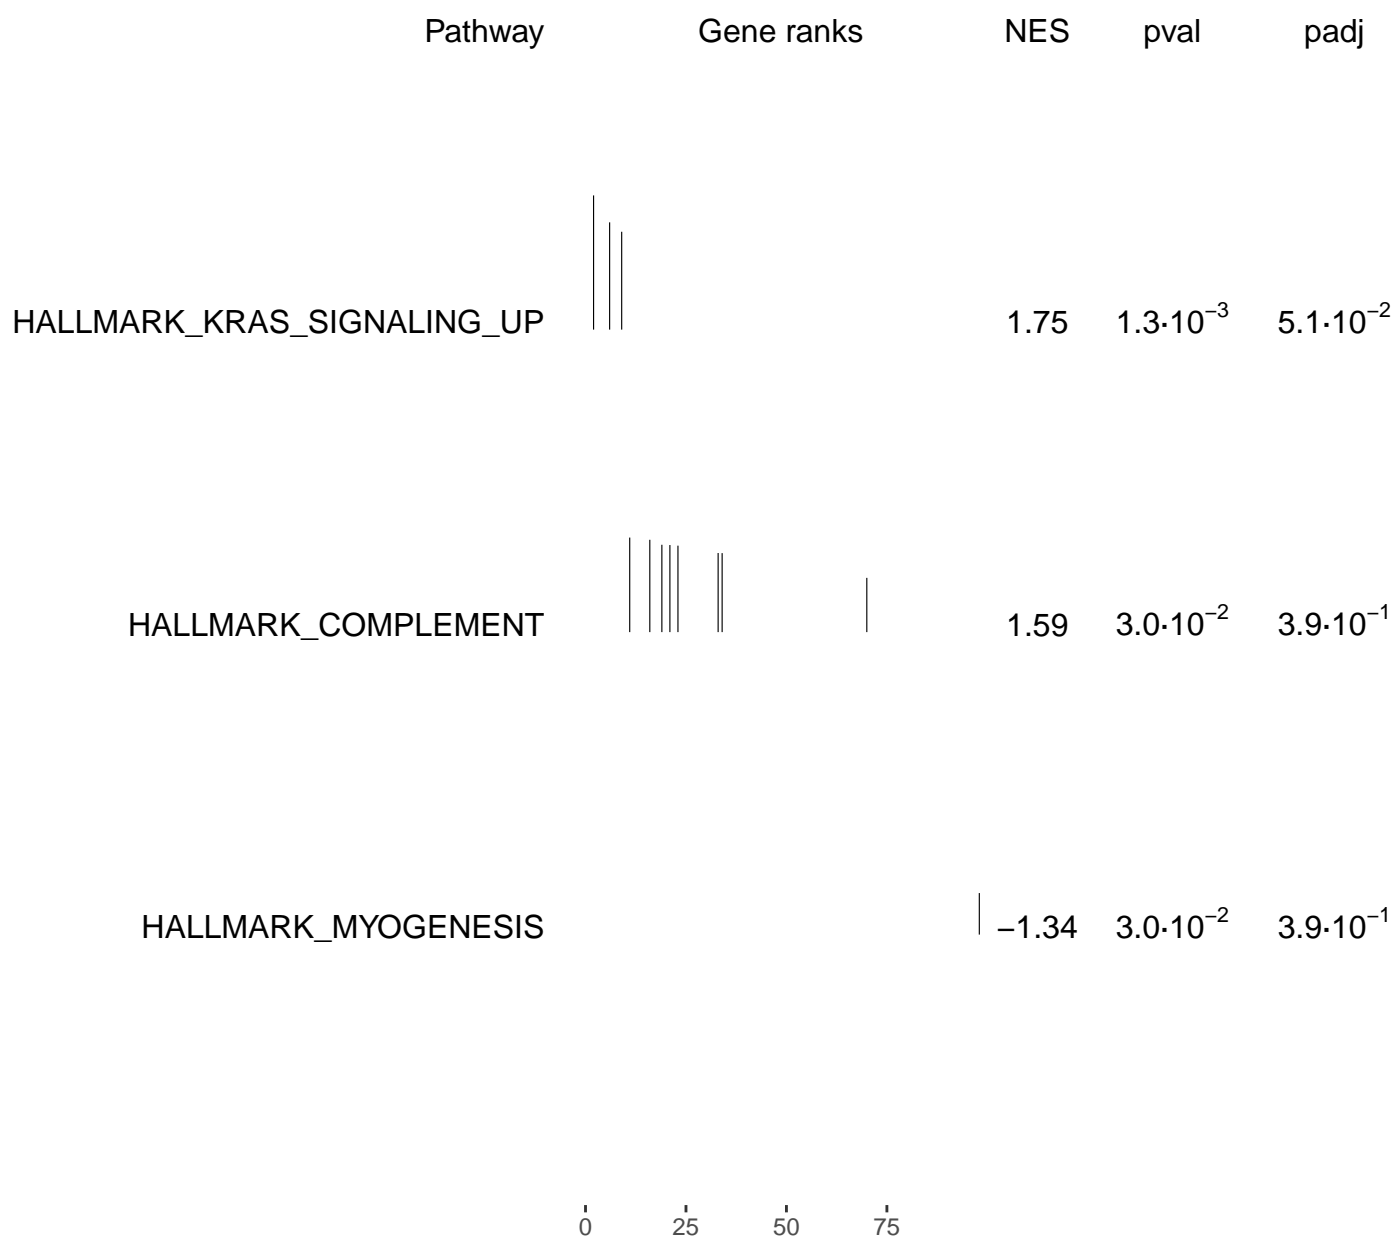 Pathway Gene ranks NES pval padj
HALLMARK_KRAS_SIGNALING_UP 1.75 1.3·10⁻³ 5.1·10⁻²
HALLMARK_COMPLEMENT 1.59 3.0·10⁻² 3.9·10⁻¹
HALLMARK_MYOGENESIS −1.34 3.0·10⁻² 3.9·10⁻¹
0 25 50 75